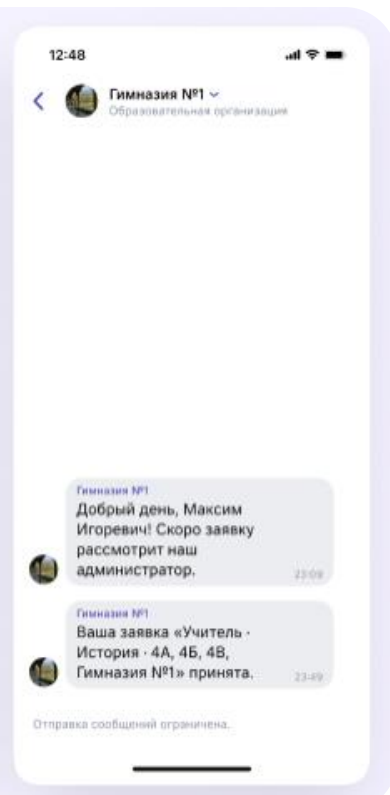 12:48
Гимназия №1
Образовательная организация
Гимназия №1
Добрый день, Максим
Игоревич! Скоро заявку
рассмотрит наш
администратор.
23:09
Гимназия №1
Ваша заявка «Учитель ·
История · 4А, 4Б, 4В,
Гимназия №1» принята.
23:49
Отправка сообщений ограничена.